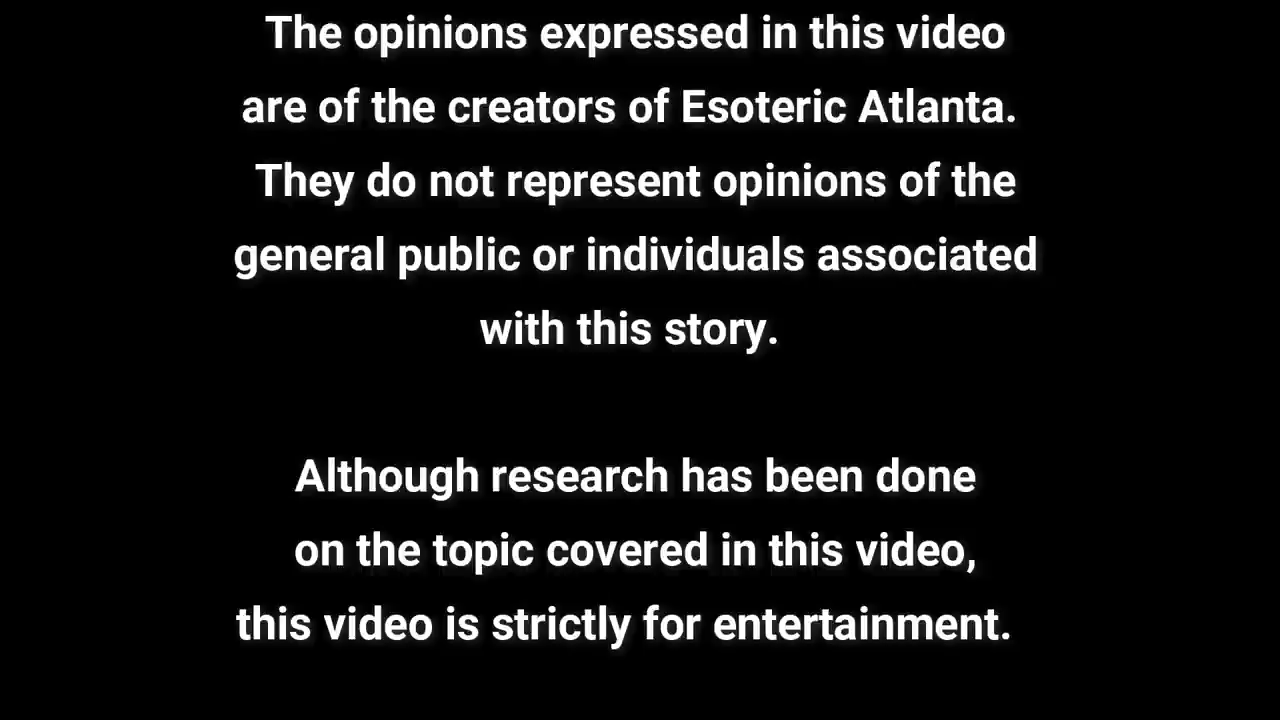 The opinions expressed in this video
are of the creators of Esoteric Atlanta.
They do not represent opinions of the
general public or individuals associated
with this story.
Although research has been done
on the topic covered in this video,
this video is strictly for entertainment.